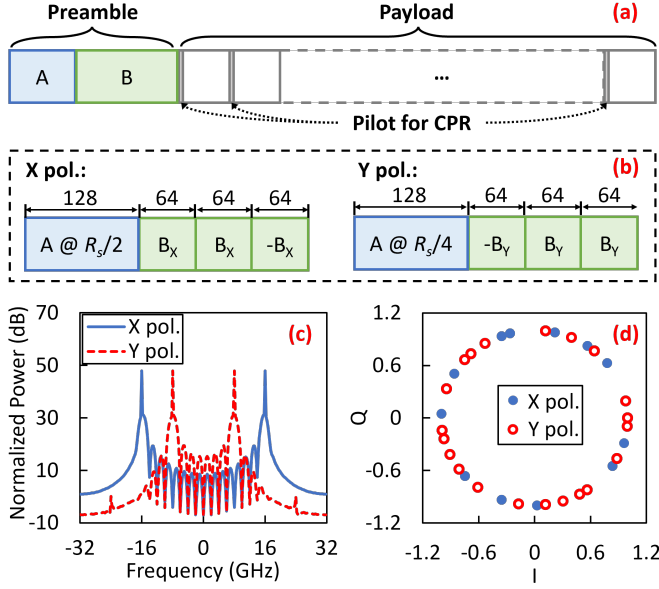 Preamble Payload (a)
A B ...
Pilot for CPR
X pol.: Y pol.: (b)
128 64 64 64 128 64 64 64
A @ Rₛ/2 Bₓ Bₓ -Bₓ A @ Rₛ/4 -Bᵧ Bᵧ Bᵧ
70
50
30
10
-10
Normalized Power (dB)
X pol.
Y pol.
(c)
-32 -16 0 16 32
Frequency (GHz)
1.2
0.6
0
-0.6
-1.2
Q
(d)
X pol.
Y pol.
-1.2 -0.6 0 0.6 1.2
I